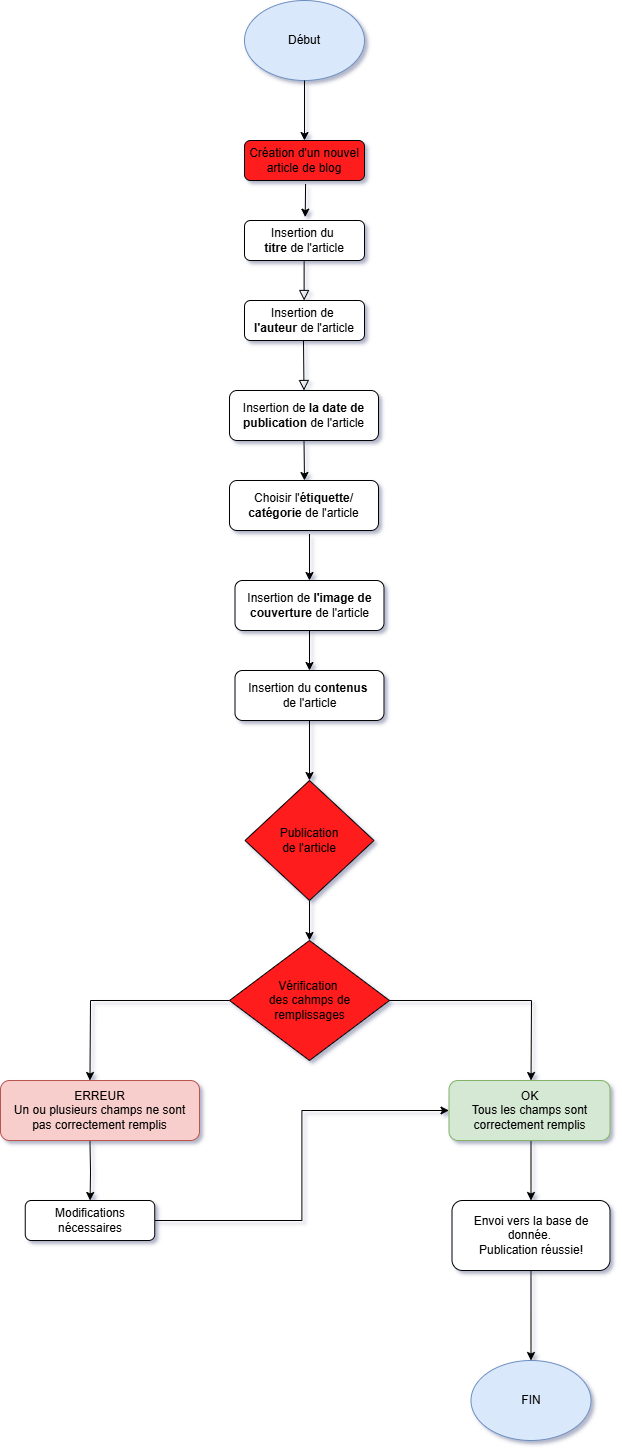 Début
Création d'un nouvel
article de blog
Insertion du
titre de l'article
Insertion de
l'auteur de l'article
Insertion de la date de
publication de l'article
Choisir l'étiquette/
catégorie de l'article
Insertion de l'image de
couverture de l'article
Insertion du contenus
de l'article
Publication
de l'article
Vérification
des cahmps de
remplissages
ERREUR
Un ou plusieurs champs ne sont
pas correctement remplis
OK
Tous les champs sont
correctement remplis
Modifications
nécessaires
Envoi vers la base de
donnée.
Publication réussie!
FIN